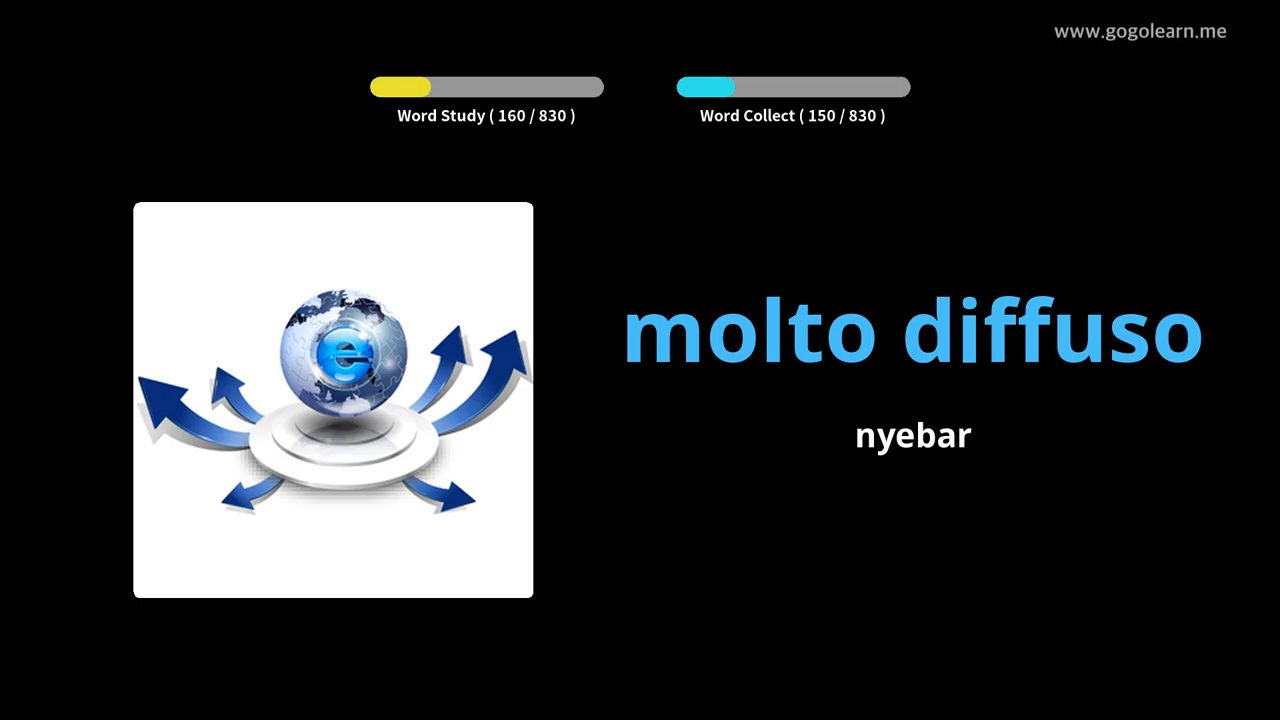 www.gogolearn.me
Word Study ( 160 / 830 )
Word Collect ( 150 / 830 )
e
molto diffuso
nyebar